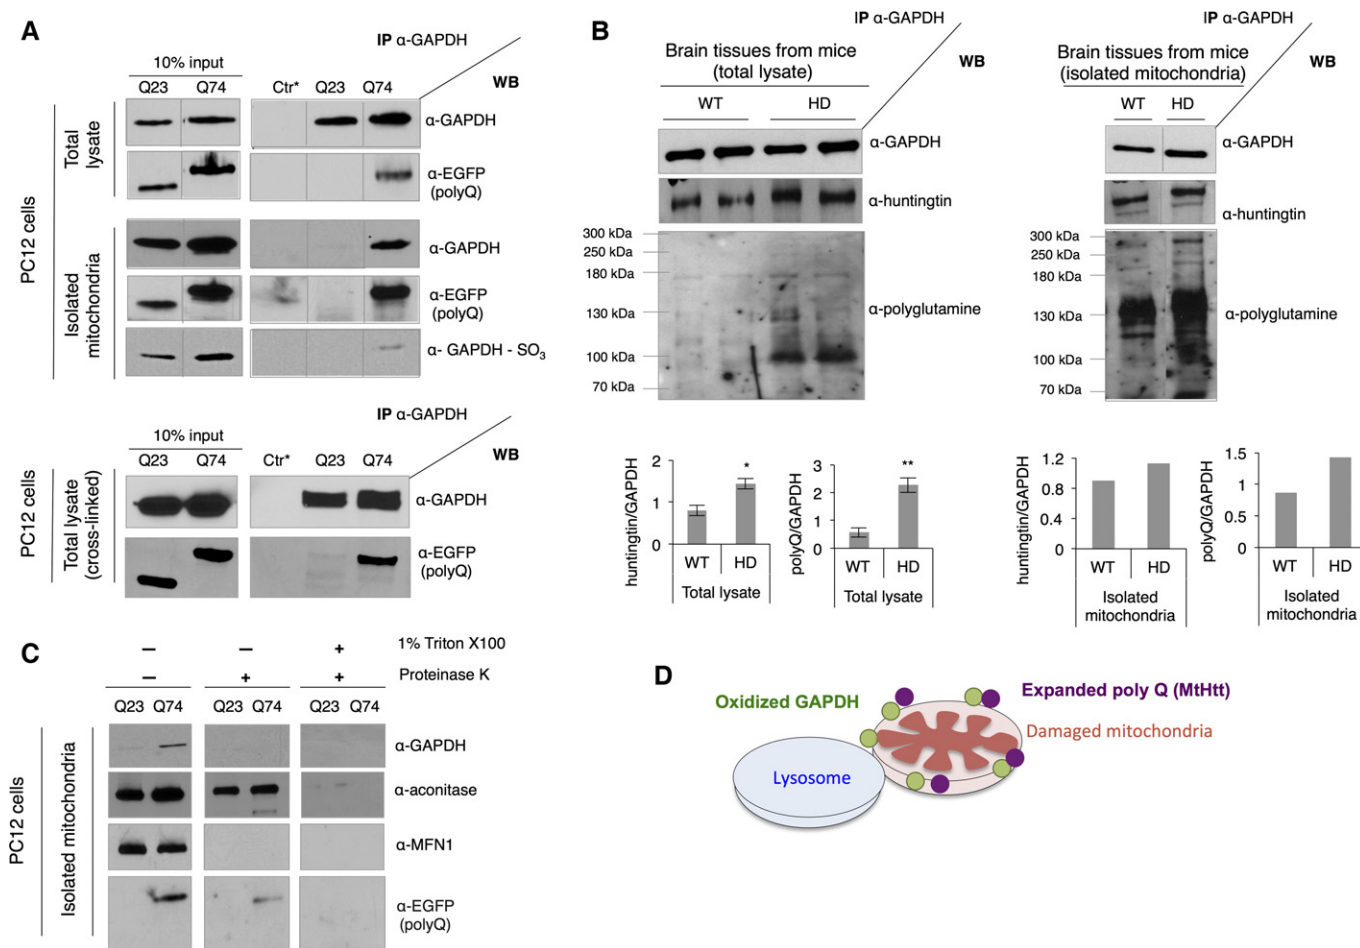 A
IP α-GAPDH
10% input
WB
Q23 Q74 Ctr* Q23 Q74
PC12 cells
Total
lysate
α-GAPDH
α-EGFP
(polyQ)
Isolated
mitochondria
α-GAPDH
α-EGFP
(polyQ)
α- GAPDH - SO3
IP α-GAPDH
10% input
WB
Q23 Q74 Ctr* Q23 Q74
PC12 cells
Total lysate
(cross-linked)
α-GAPDH
α-EGFP
(polyQ)
B
IP α-GAPDH
Brain tissues from mice
(total lysate)
WB
WT HD
α-GAPDH
α-huntingtin
300 kDa
250 kDa
180 kDa
130 kDa
100 kDa
70 kDa
α-polyglutamine
IP α-GAPDH
Brain tissues from mice
(isolated mitochondria)
WB
WT HD
α-GAPDH
α-huntingtin
300 kDa
250 kDa
180 kDa
130 kDa
100 kDa
70 kDa
α-polyglutamine
huntingtin/GAPDH
2
1
0
*
WT HD
Total lysate
polyQ/GAPDH
3
2
1
0
**
WT HD
Total lysate
huntingtin/GAPDH
1.2
0.8
0.4
0
WT HD
Isolated
mitochondria
polyQ/GAPDH
1.5
1
0.5
0
WT HD
Isolated
mitochondria
C
– – + 1% Triton X100
– + + Proteinase K
Q23 Q74 Q23 Q74 Q23 Q74
PC12 cells
Isolated mitochondria
α-GAPDH
α-aconitase
α-MFN1
α-EGFP
(polyQ)
D
Oxidized GAPDH
Expanded poly Q (MtHtt)
Damaged mitochondria
Lysosome